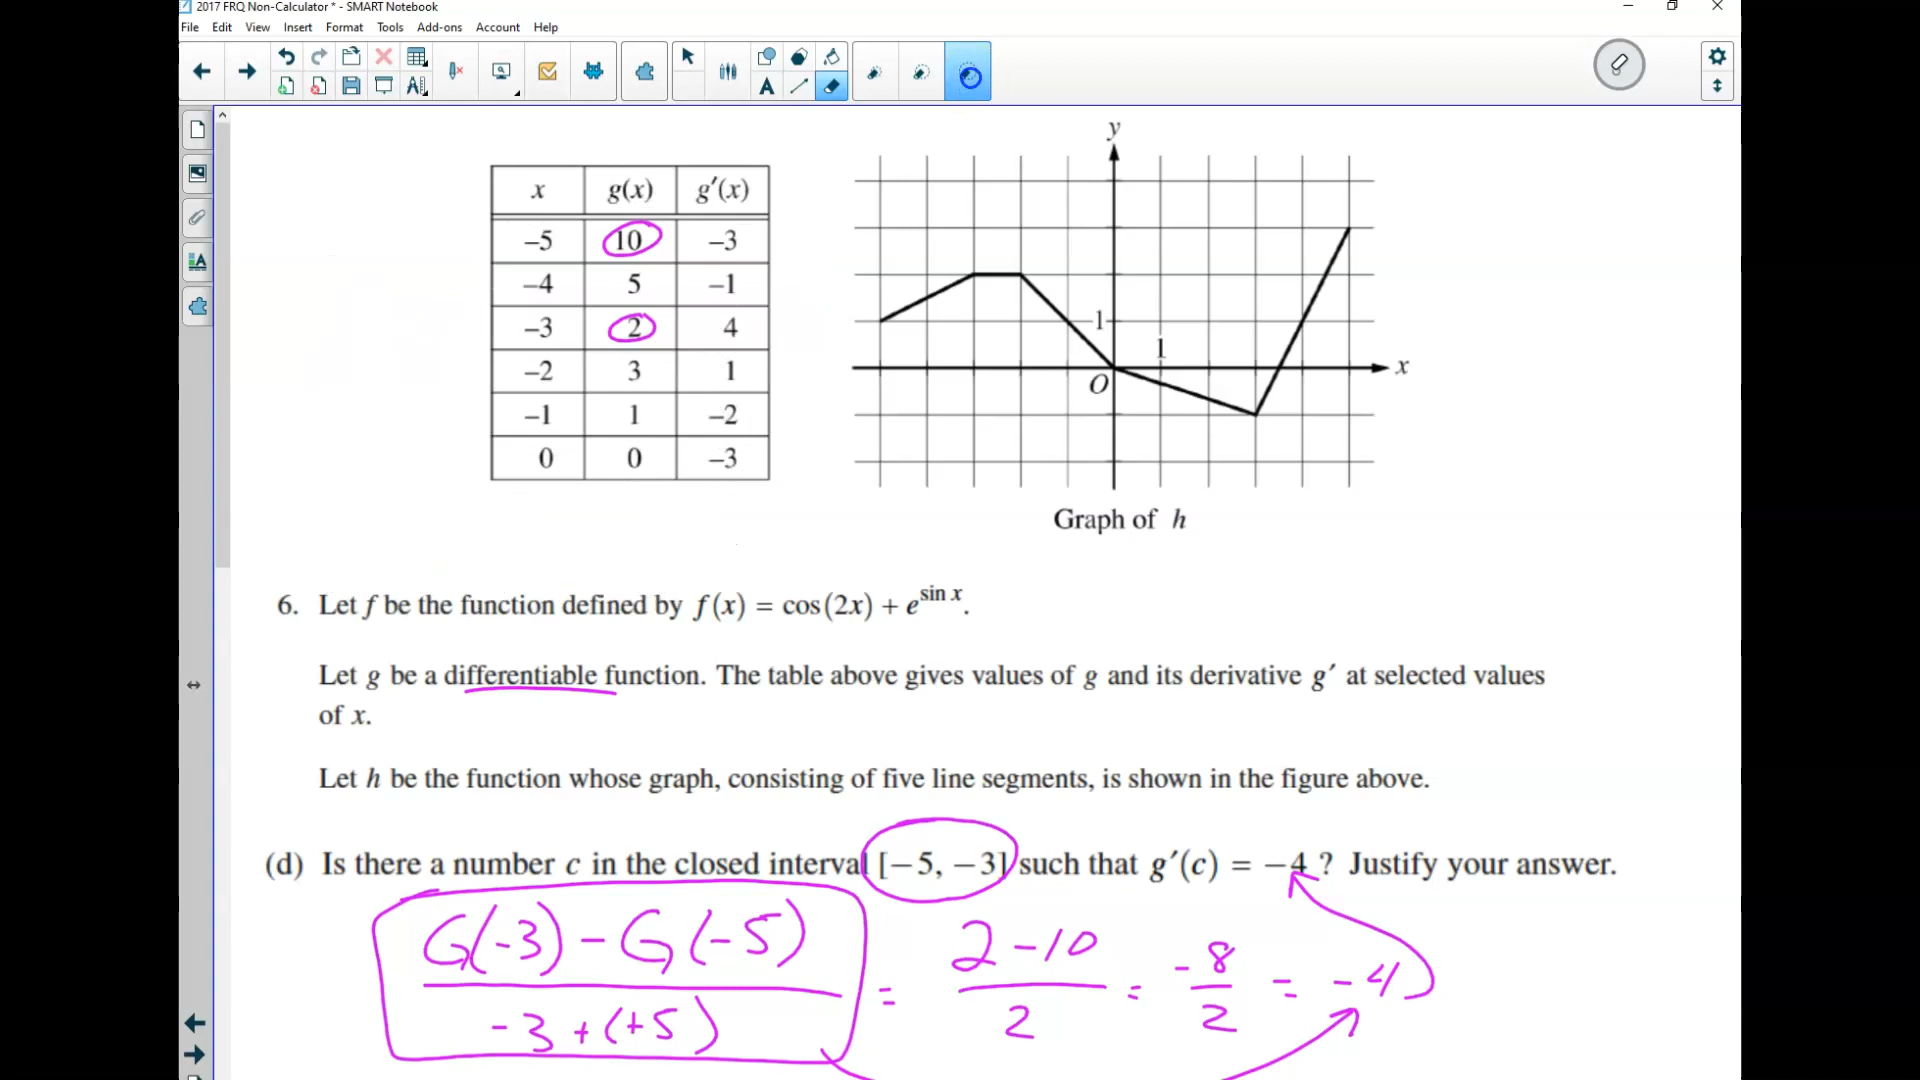 2017 FRQ Non-Calculator * - SMART Notebook
File Edit View Insert Format Tools Add-ons Account Help
x g(x) g′(x)
–5 10 –3
–4 5 –1
–3 2 4
–2 3 1
–1 1 –2
0 0 –3
y
1
1
O
x
Graph of h
6. Let f be the function defined by f(x) = cos(2x) + e^sin x.
Let g be a differentiable function. The table above gives values of g and its derivative g′ at selected values
of x.
Let h be the function whose graph, consisting of five line segments, is shown in the figure above.
(d) Is there a number c in the closed interval [−5, −3] such that g′(c) = −4 ? Justify your answer.
G(-3) - G(-5)
-3 + (+5)
= 2 - 10
2
= -8
2
= -4